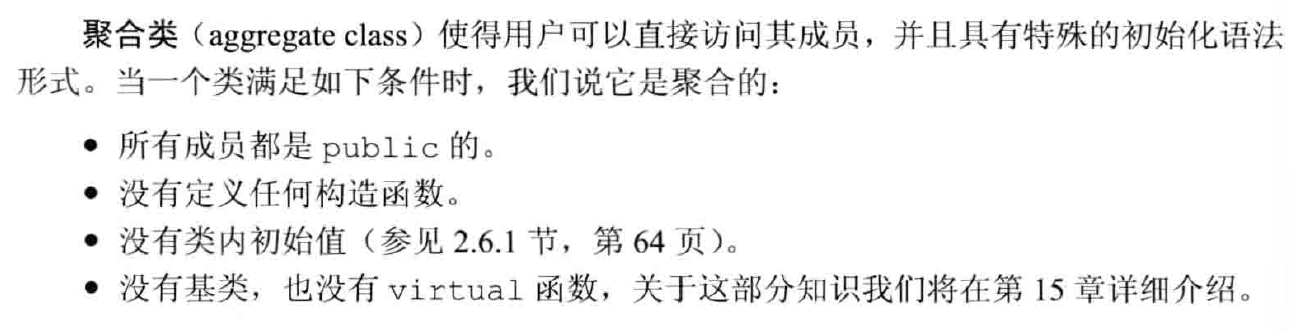 聚合类（aggregate class）使得用户可以直接访问其成员，并且具有特殊的初始化语法
形式。当一个类满足如下条件时，我们说它是聚合的：
● 所有成员都是 public 的。
● 没有定义任何构造函数。
● 没有类内初始值（参见 2.6.1 节，第 64 页）。
● 没有基类，也没有 virtual 函数，关于这部分知识我们将在第 15 章详细介绍。